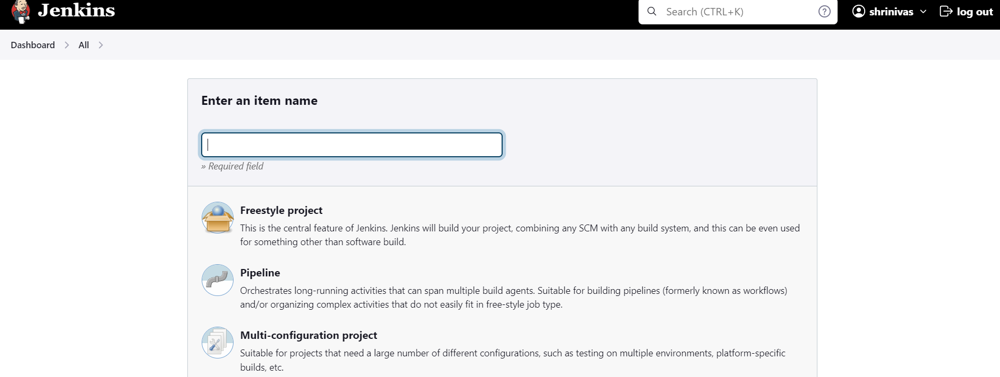 Jenkins
Search (CTRL+K)
shrinivas
log out
Dashboard
All
Enter an item name
» Required field
Freestyle project
This is the central feature of Jenkins. Jenkins will build your project, combining any SCM with any build system, and this can be even used
for something other than software build.
Pipeline
Orchestrates long-running activities that can span multiple build agents. Suitable for building pipelines (formerly known as workflows)
and/or organizing complex activities that do not easily fit in free-style job type.
Multi-configuration project
Suitable for projects that need a large number of different configurations, such as testing on multiple environments, platform-specific
builds, etc.